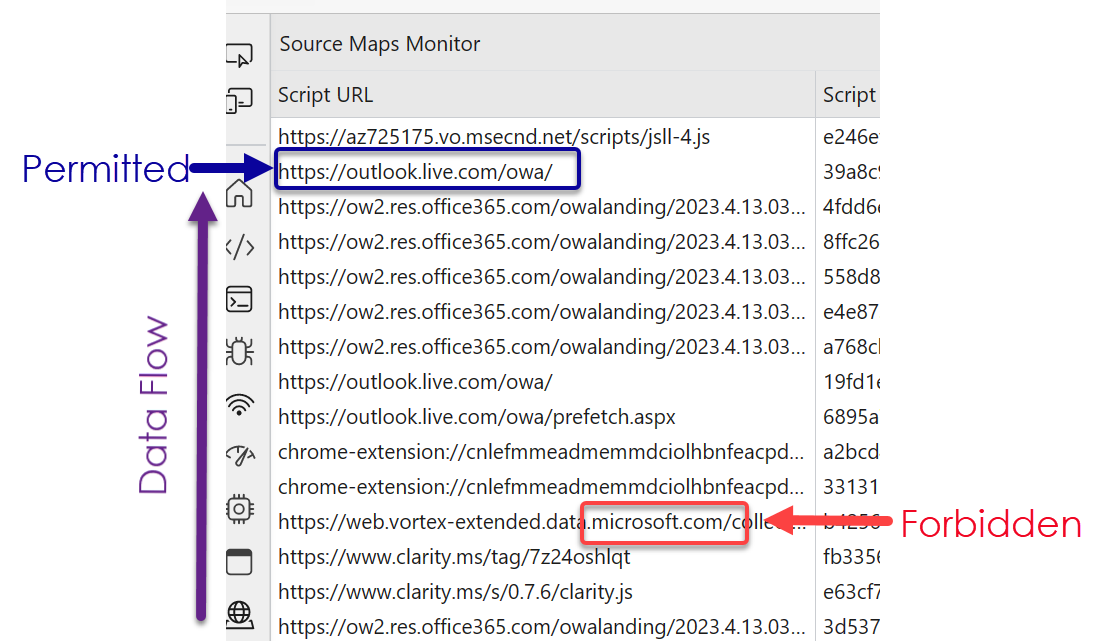 Source Maps Monitor
Script URL Script
https://az725175.vo.msecnd.net/scripts/jsll-4.js e246e
Permitted
https://outlook.live.com/owa/ 39a8c9
https://ow2.res.office365.com/owalanding/2023.4.13.03... 4fdd6
https://ow2.res.office365.com/owalanding/2023.4.13.03... 8ffc26
https://ow2.res.office365.com/owalanding/2023.4.13.03... 558d8
https://ow2.res.office365.com/owalanding/2023.4.13.03... e4e87
https://ow2.res.office365.com/owalanding/2023.4.13.03... a768c
https://outlook.live.com/owa/ 19fd1e
https://outlook.live.com/owa/prefetch.aspx 6895a
chrome-extension://cnlefmmeadmemmdciolhbnfeacpd... a2bcd
chrome-extension://cnlefmmeadmemmdciolhbnfeacpd... 33131
https://web.vortex-extended.data.microsoft.com/collec... b4256
Forbidden
https://www.clarity.ms/tag/7z24oshlqt fb3356
https://www.clarity.ms/s/0.7.6/clarity.js e63cf7
https://ow2.res.office365.com/owalanding/2023.4.13.03... 3d537
Data Flow